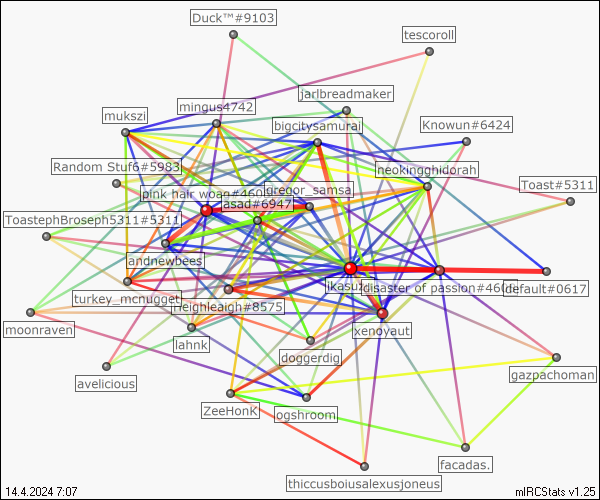 Duck™#9103
tescoroll
jarlbreadmaker
mingus4742
mukszi
bigcitysamurai
Knowun#6424
Random Stuf6#5983
neokingghidorah
pink hair woan#460
gregor_samsa
Toast#5311
asad#6947
ToastephBroseph5311#5311
andnewbees
ikasuz
disaster of passion#460
default#0617
turkey_mcnugget
Heighleaigh#8575
moonraven
xenoyaut
lahnk
doggerdig
avelicious
gazpachoman
ZeeHonk
ogshroom
facadas.
thiccusboiusalexusjoneus
14.4.2024 7:07
mIRCStats v1.25